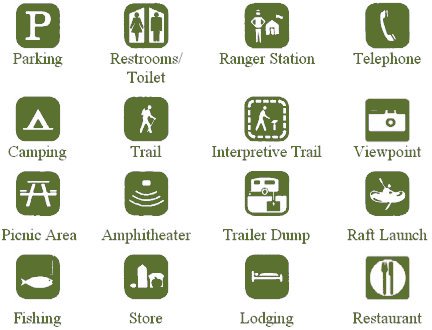 P
Parking
Restrooms/
Toilet
Ranger Station
Telephone
Camping
Trail
Interpretive Trail
Viewpoint
Picnic Area
Amphitheater
Trailer Dump
Raft Launch
Fishing
Store
Lodging
Restaurant